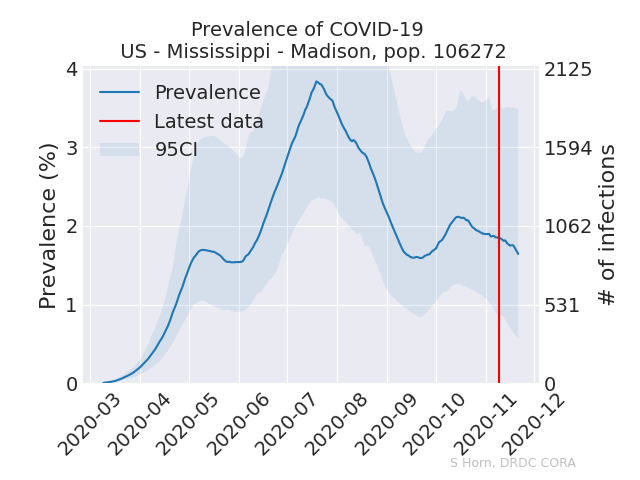 Prevalence of COVID-19
US - Mississippi - Madison, pop. 106272
Prevalence
Latest data
95CI
Prevalence (%)
4
3
2
1
0
2125
1594
1062
531
0
# of infections
2020-03
2020-04
2020-05
2020-06
2020-07
2020-08
2020-09
2020-10
2020-11
2020-12
S Horn, DRDC CORA